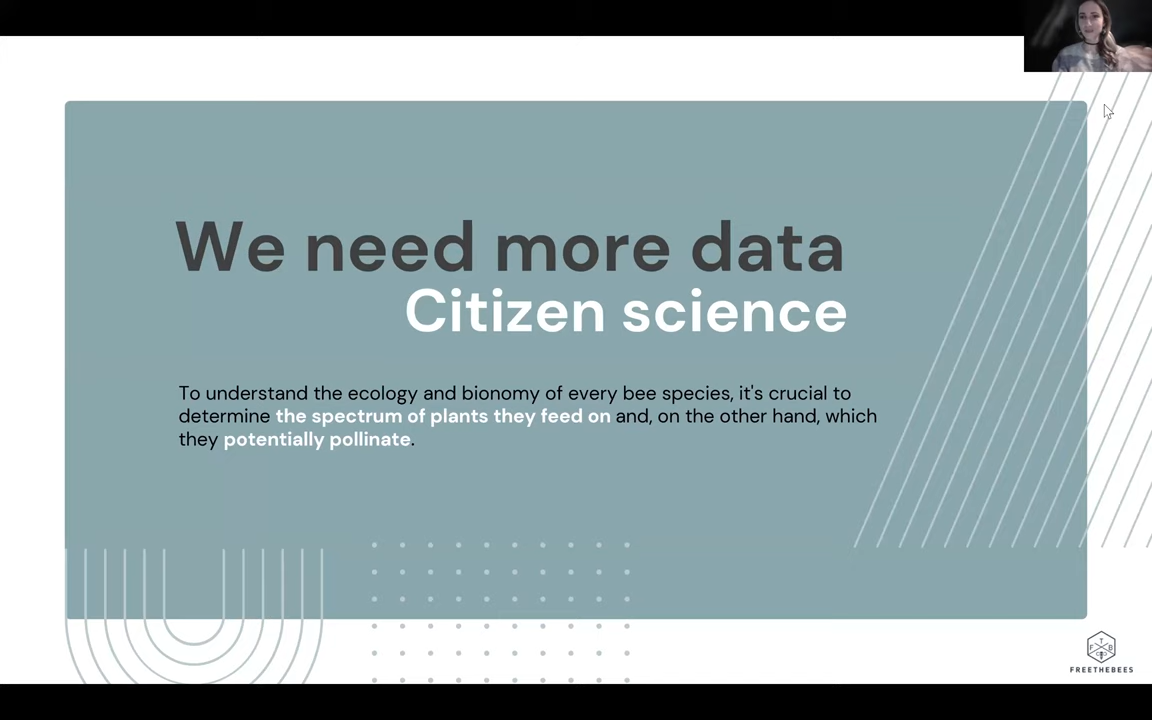 We need more data
Citizen science
To understand the ecology and bionomy of every bee species, it's crucial to
determine the spectrum of plants they feed on and, on the other hand, which
they potentially pollinate.
T
F B
FREETHEBEES